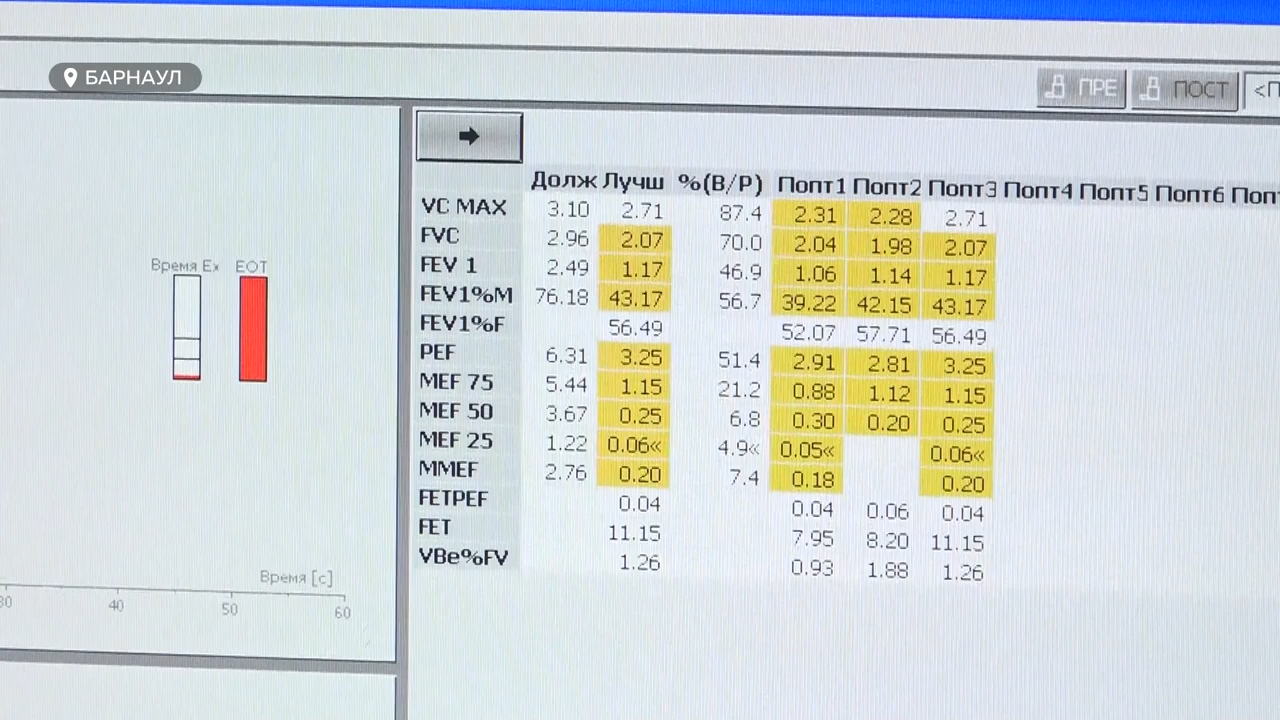 БАРНАУЛ
ПРЕ ПОСТ <П
Долж Лучш %(В/Р) Попт1 Попт2 Попт3 Попт4 Попт5 Попт6 Поп
VC MAX 3.10 2.71 87.4 2.31 2.28 2.71
FVC 2.96 2.07 70.0 2.04 1.98 2.07
FEV 1 2.49 1.17 46.9 1.06 1.14 1.17
FEV1%M 76.18 43.17 56.7 39.22 42.15 43.17
FEV1%F 56.49 52.07 57.71 56.49
PEF 6.31 3.25 51.4 2.91 2.81 3.25
MEF 75 5.44 1.15 21.2 0.88 1.12 1.15
MEF 50 3.67 0.25 6.8 0.30 0.20 0.25
MEF 25 1.22 0.06« 4.9« 0.05« 0.06«
MMEF 2.76 0.20 7.4 0.18 0.20
FETPEF 0.04 0.04 0.06 0.04
FET 11.15 7.95 8.20 11.15
VBe%FV 1.26 0.93 1.88 1.26
Время Ex EOT
Время [с]
40 50 60